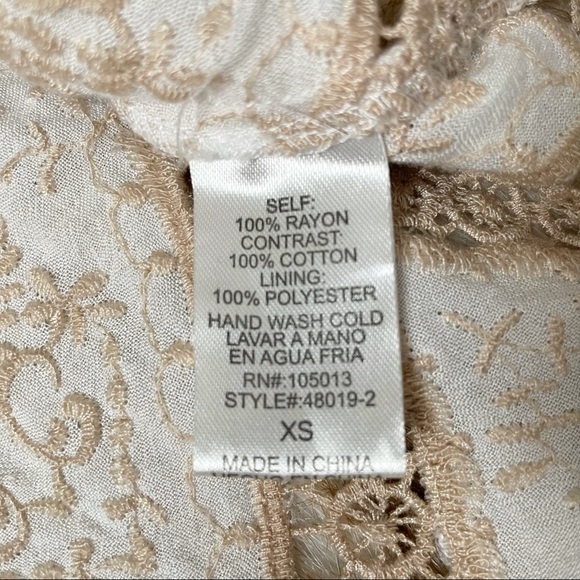 SELF:
100% RAYON
CONTRAST:
100% COTTON
LINING:
100% POLYESTER
HAND WASH COLD
LAVAR A MANO
EN AGUA FRIA
RN#:105013
STYLE#:48019-2
XS
MADE IN CHINA